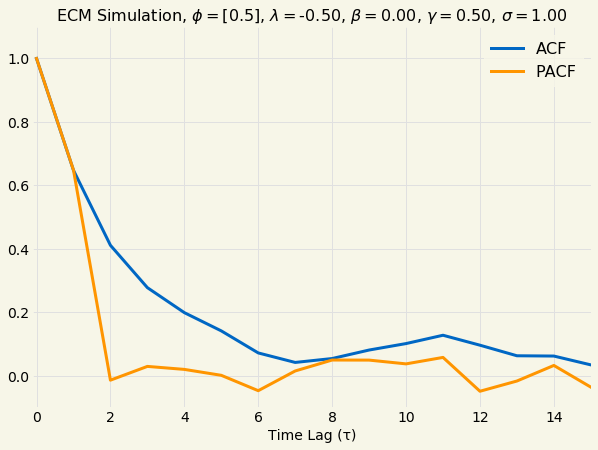 ECM Simulation, ϕ = [0.5], λ = -0.50, β = 0.00, γ = 0.50, σ = 1.00
ACF
PACF
1.0
0.8
0.6
0.4
0.2
0.0
0 2 4 6 8 10 12 14
Time Lag (τ)